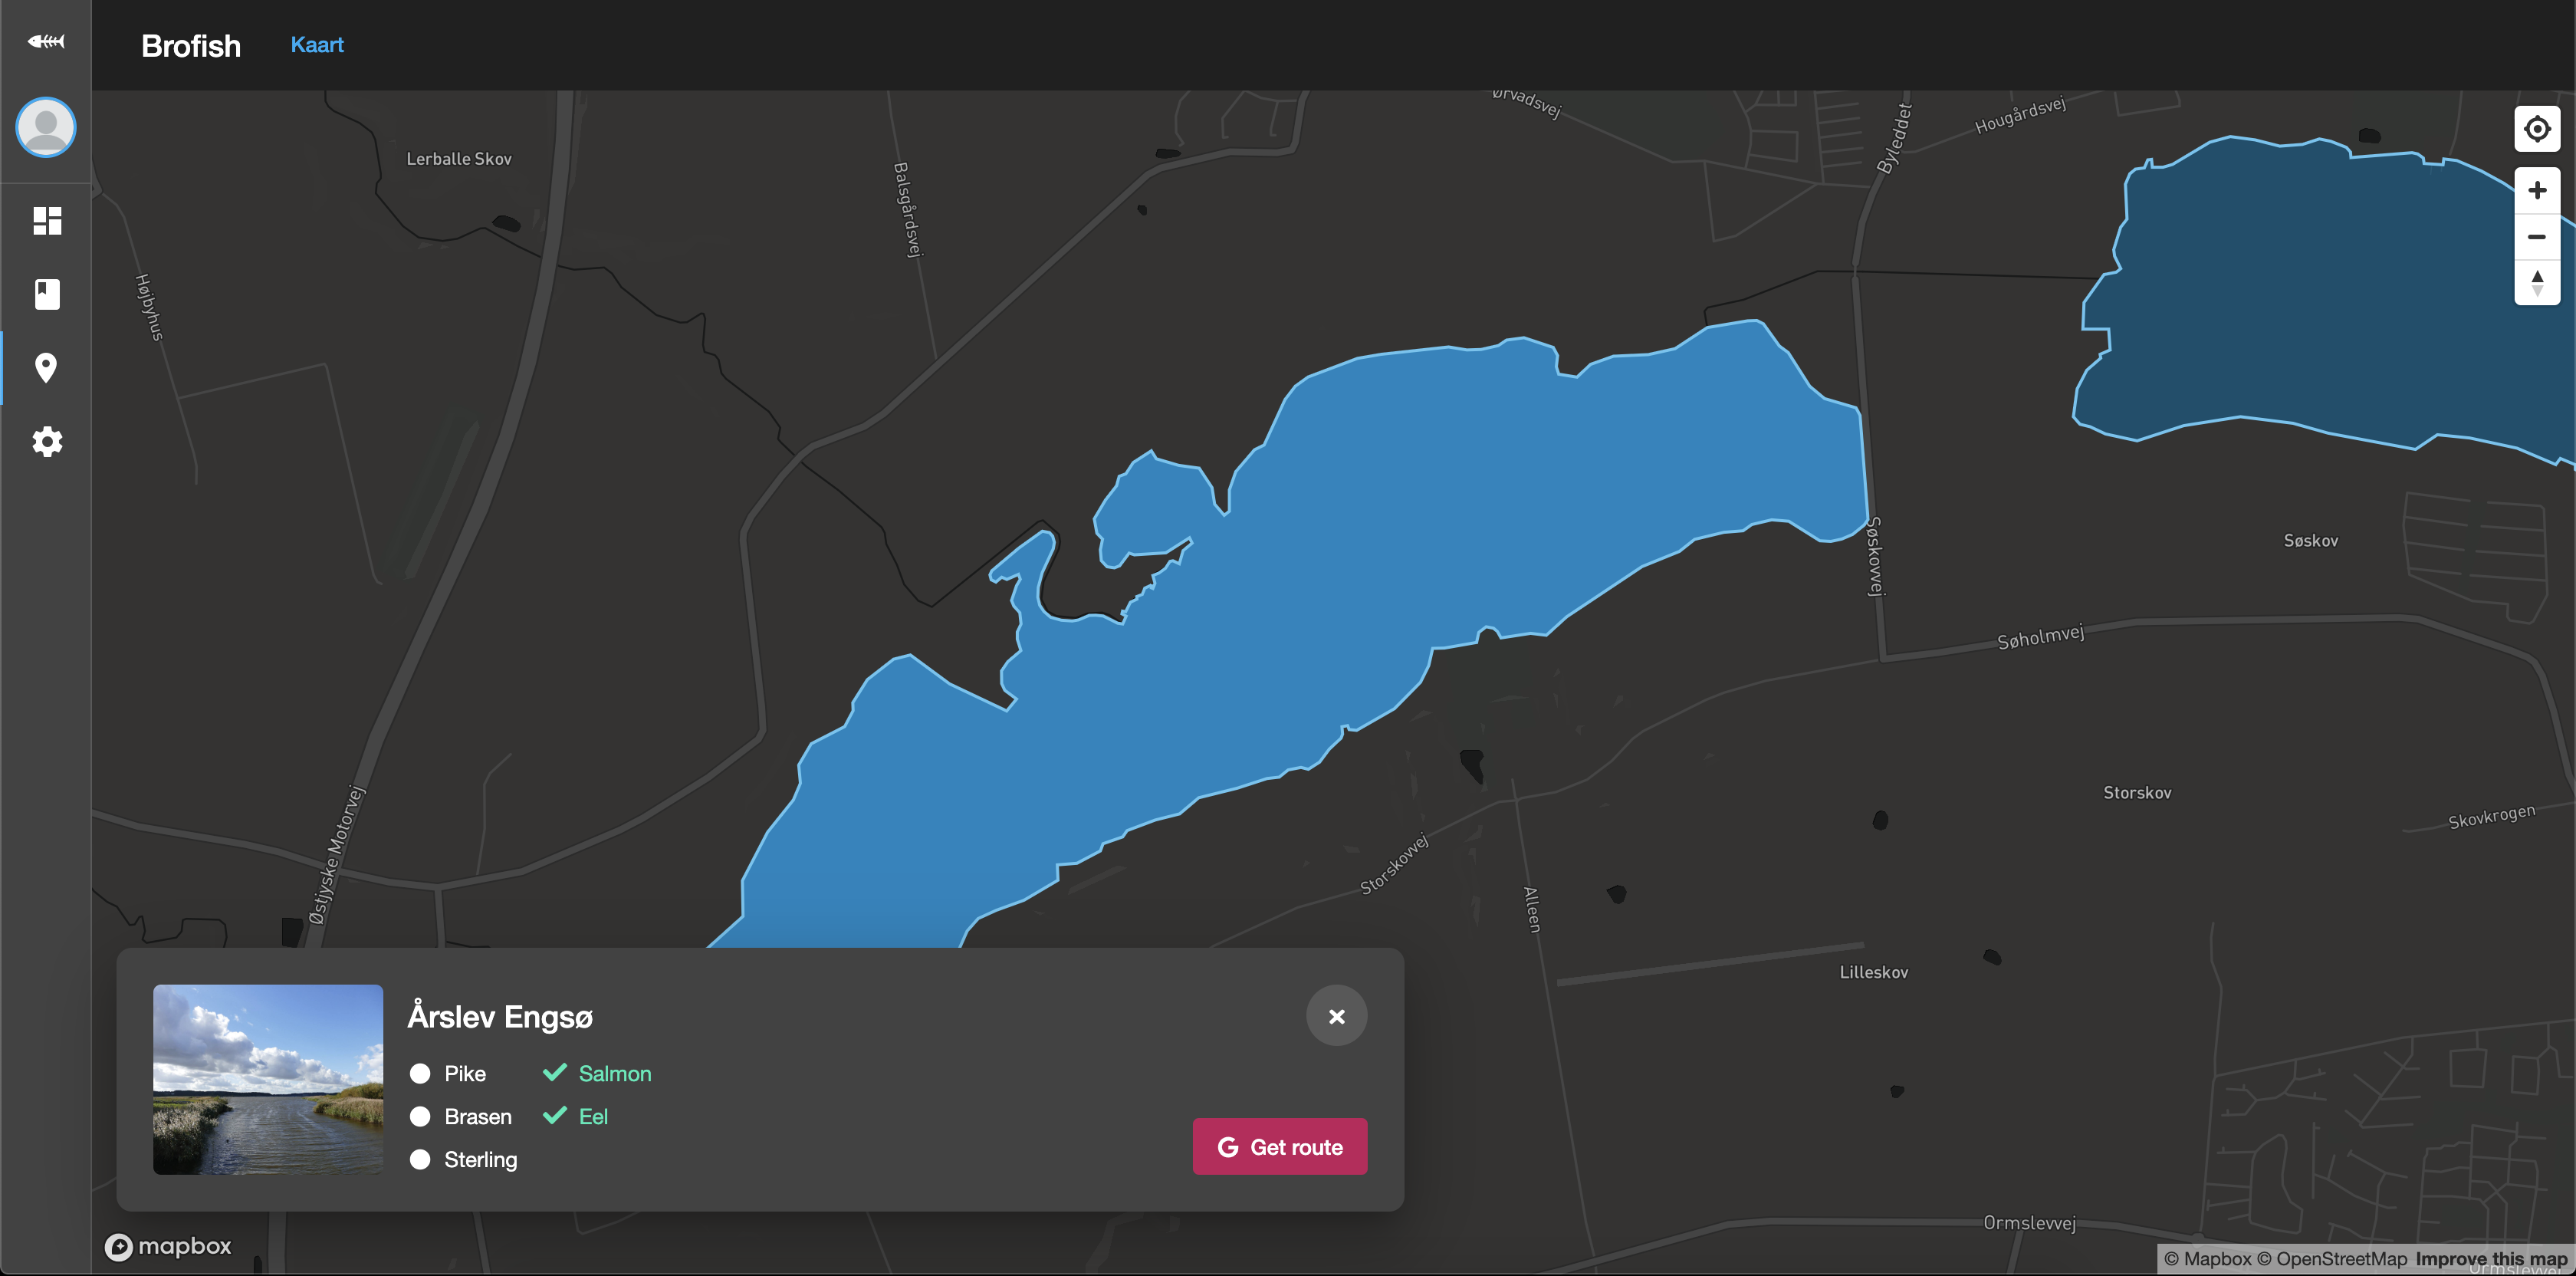 Brofish
Kaart
ørvadsvej
Byleddet
Hougårdsvej
Lerballe Skov
Balsgårdsvej
Højbyhus
Søskovvej
Søskov
Søholmvej
Østjyske Motorvej
Storskovvej
Storskov
Skovkrogen
Alleen
Lilleskov
Årslev Engsø
Pike
Salmon
Brasen
Eel
Sterling
G Get route
Ormslevvej
mapbox
© Mapbox © OpenStreetMap Improve this map
Ormslevvej